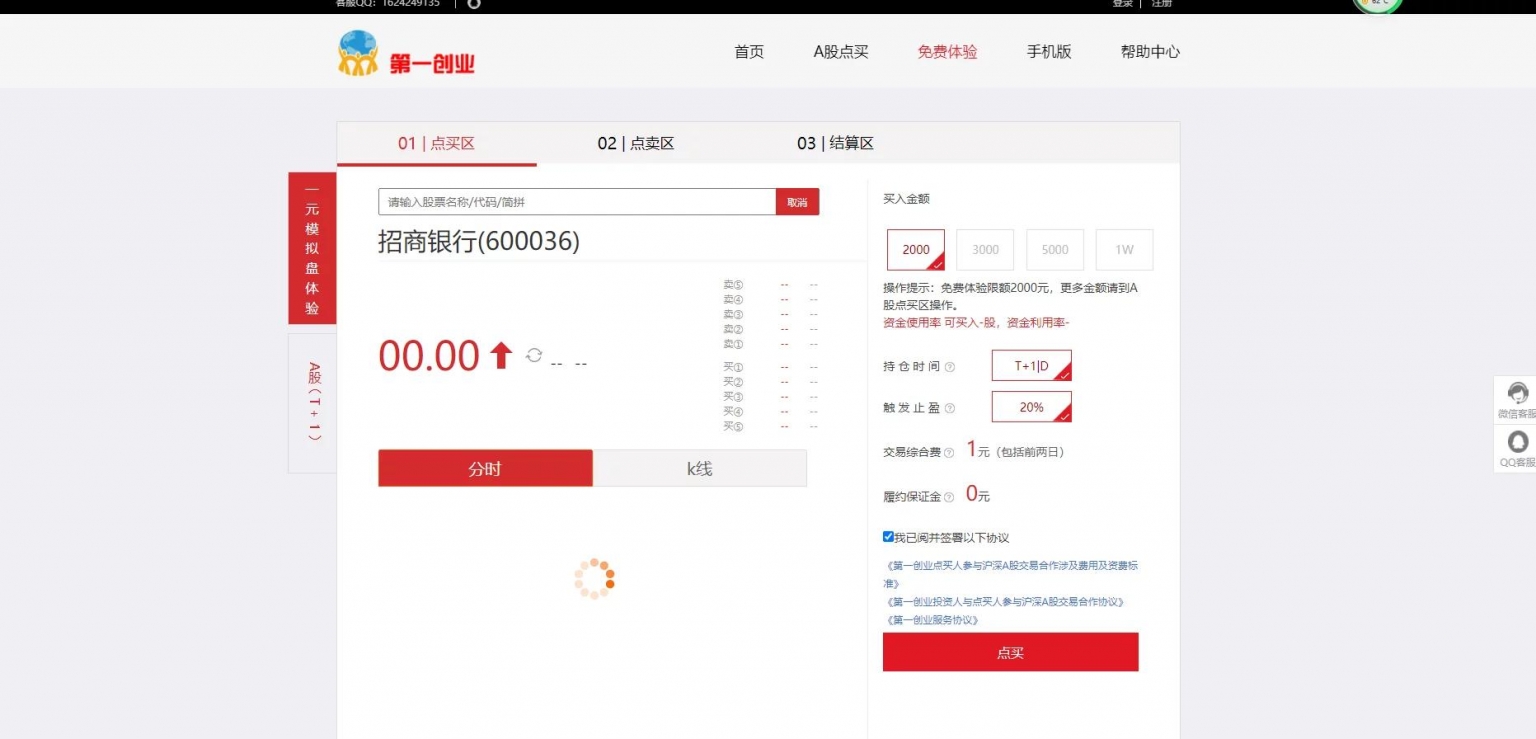 客服QQ：1624249135 |
登录 | 注册
62℃
第一创业
首页 A股点买 免费体验 手机版 帮助中心
01 | 点买区 02 | 点卖区 03 | 结算区
一元模拟盘体验
A股（T+1）
请输入股票名称/代码/简拼 取消
招商银行(600036)
卖⑤ -- --
卖④ -- --
卖③ -- --
卖② -- --
卖① -- --
00.00 -- --
买① -- --
买② -- --
买③ -- --
买④ -- --
买⑤ -- --
分时 k线
买入金额
2000 3000 5000 1W
操作提示：免费体验限额2000元，更多金额请到A
股点买区操作。
资金使用率 可买入-股，资金利用率-
持仓时间 T+1|D
触发止盈 20%
交易综合费 1元（包括前两日）
履约保证金 0元
我已阅并签署以下协议
《第一创业点买人参与沪深A股交易合作涉及费用及资费标
准》
《第一创业投资人与点买人参与沪深A股交易合作协议》
《第一创业服务协议》
点买
微信客服
QQ客服